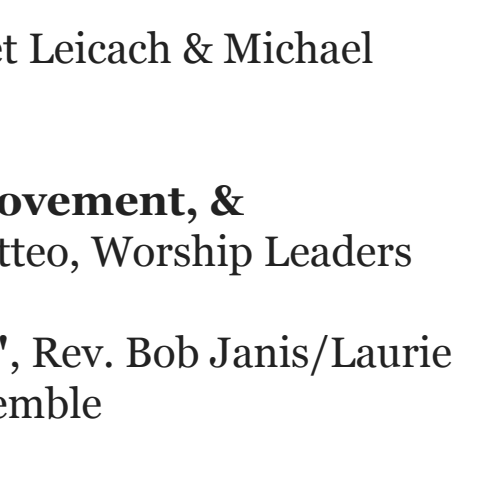 et Leicach & Michael
ovement, &
tteo, Worship Leaders
", Rev. Bob Janis/Laurie
emble